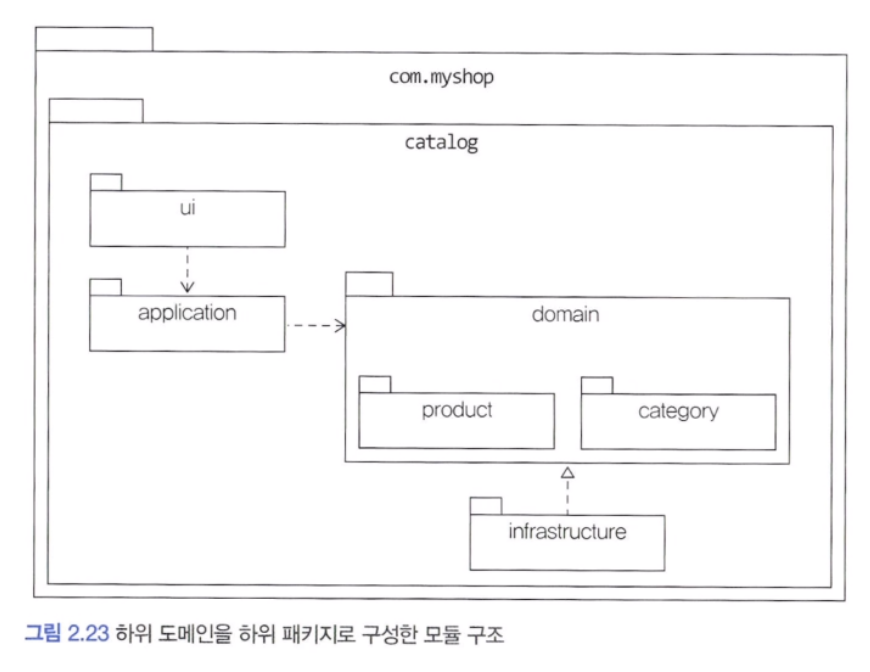 com.myshop
catalog
ui
application
domain
product
category
infrastructure
그림 2.23 하위 도메인을 하위 패키지로 구성한 모듈 구조